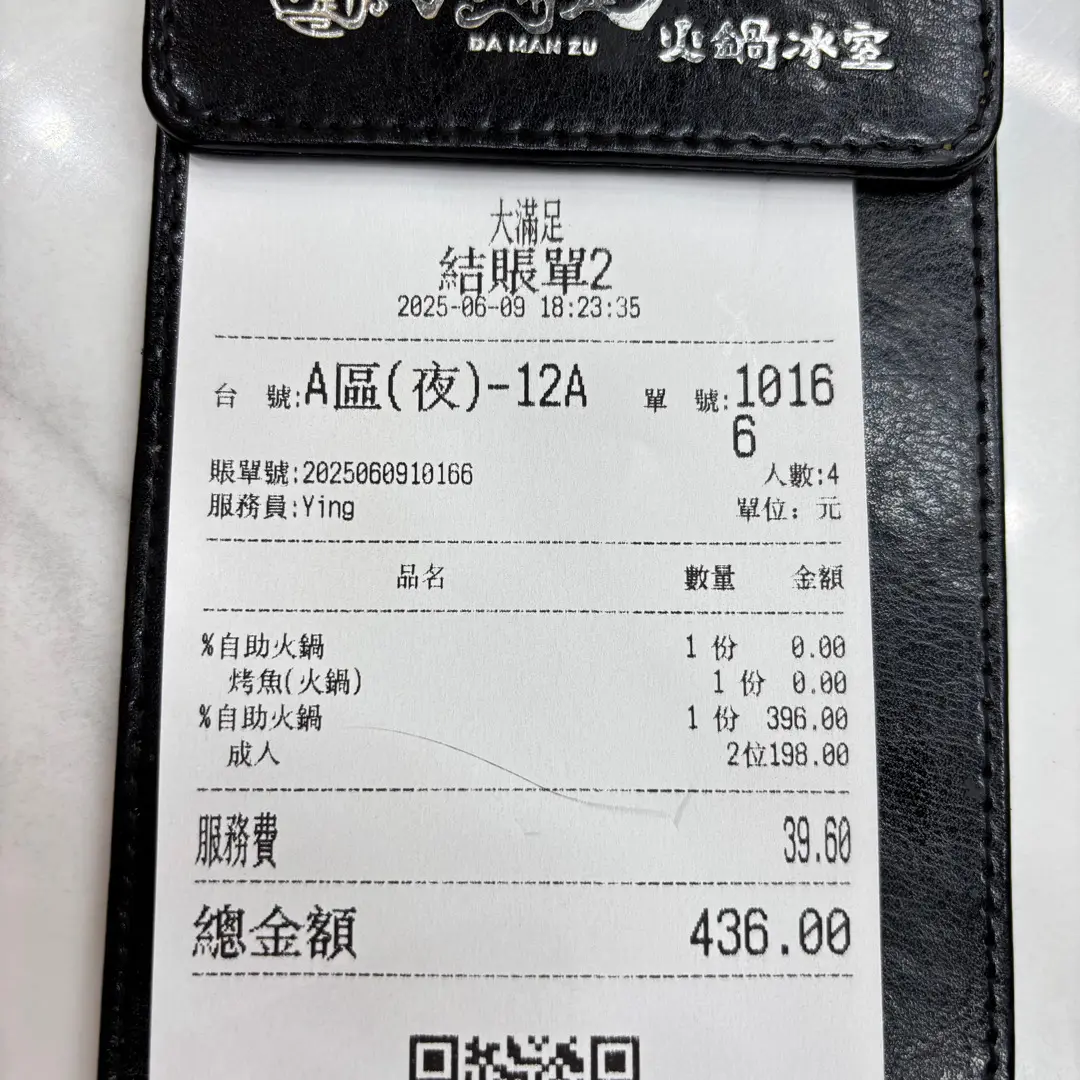 DA MAN ZU
火鍋冰室
大滿足
結賬單2
2025-06-09 18:23:35
台 號:A區(夜)-12A 單 號:1016
6
賬單號:2025060910166 人數:4
服務員:Ying 單位: 元
品名 數量 金額
%自助火鍋 1 份 0.00
烤魚(火鍋) 1 份 0.00
%自助火鍋 1 份 396.00
成人 2位198.00
服務費 39.60
總金額 436.00